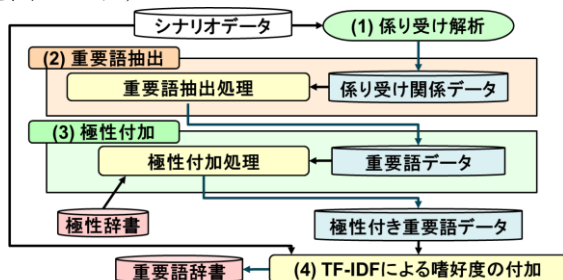 シナリオデータ
(1) 係り受け解析
(2) 重要語抽出
重要語抽出処理
係り受け関係データ
(3) 極性付加
極性付加処理
重要語データ
極性辞書
極性付き重要語データ
重要語辞書
(4) TF-IDFによる嗜好度の付加